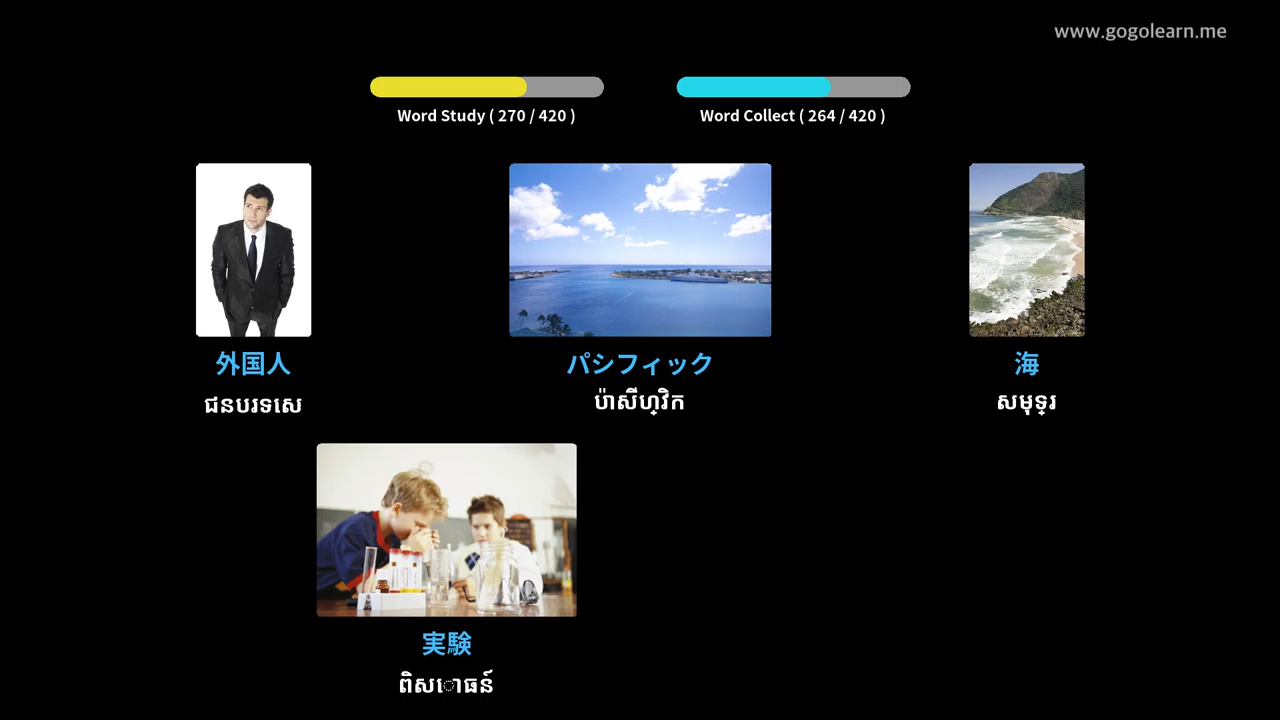 www.gogolearn.me
Word Study ( 270 / 420 )
Word Collect ( 264 / 420 )
外国人
パシフィック
海
ជនបរទសេ
ប៉ាសីហ្វិក
សមុទ្រ
実験
ពិសោធន៍